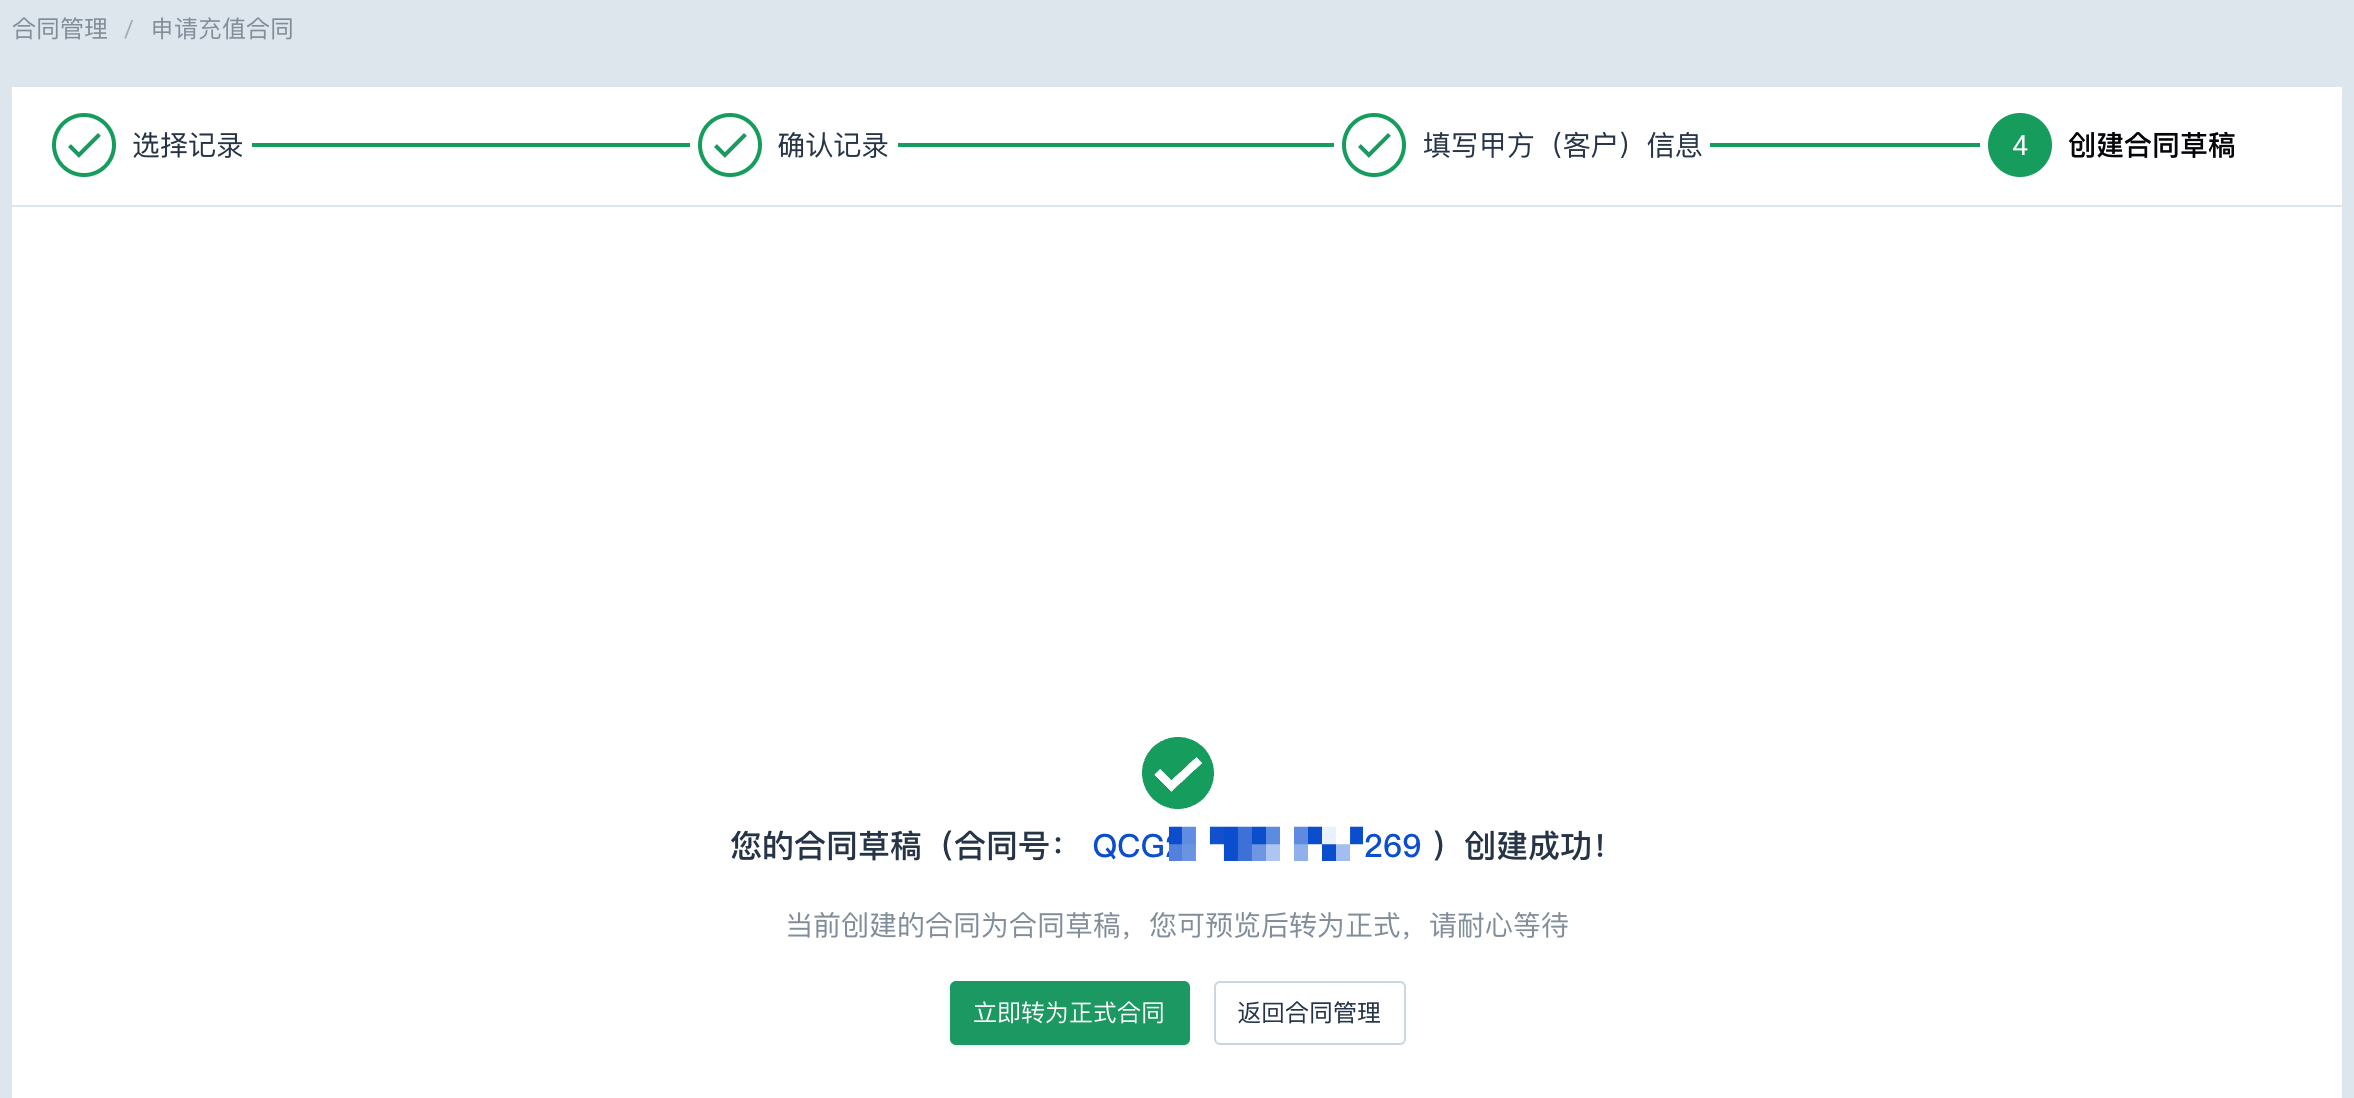 合同管理 / 申请充值合同
选择记录
确认记录
填写甲方（客户）信息
4 创建合同草稿
您的合同草稿（合同号： QCG 269 ）创建成功！
当前创建的合同为合同草稿，您可预览后转为正式，请耐心等待
立即转为正式合同
返回合同管理